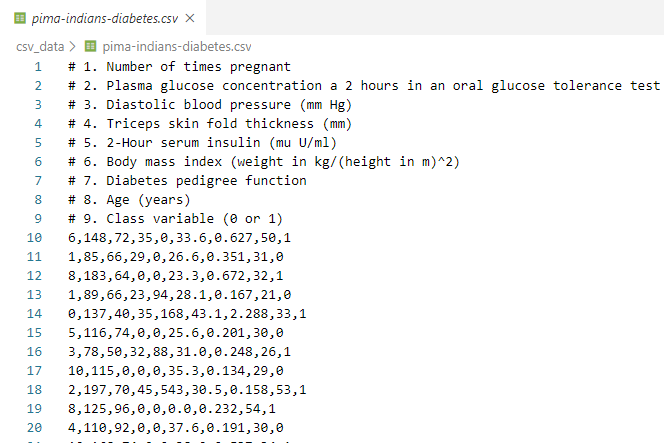 pima-indians-diabetes.csv ×
csv_data > pima-indians-diabetes.csv
1 # 1. Number of times pregnant
2 # 2. Plasma glucose concentration a 2 hours in an oral glucose tolerance test
3 # 3. Diastolic blood pressure (mm Hg)
4 # 4. Triceps skin fold thickness (mm)
5 # 5. 2-Hour serum insulin (mu U/ml)
6 # 6. Body mass index (weight in kg/(height in m)^2)
7 # 7. Diabetes pedigree function
8 # 8. Age (years)
9 # 9. Class variable (0 or 1)
10 6,148,72,35,0,33.6,0.627,50,1
11 1,85,66,29,0,26.6,0.351,31,0
12 8,183,64,0,0,23.3,0.672,32,1
13 1,89,66,23,94,28.1,0.167,21,0
14 0,137,40,35,168,43.1,2.288,33,1
15 5,116,74,0,0,25.6,0.201,30,0
16 3,78,50,32,88,31.0,0.248,26,1
17 10,115,0,0,0,35.3,0.134,29,0
18 2,197,70,45,543,30.5,0.158,53,1
19 8,125,96,0,0,0.0,0.232,54,1
20 4,110,92,0,0,37.6,0.191,30,0